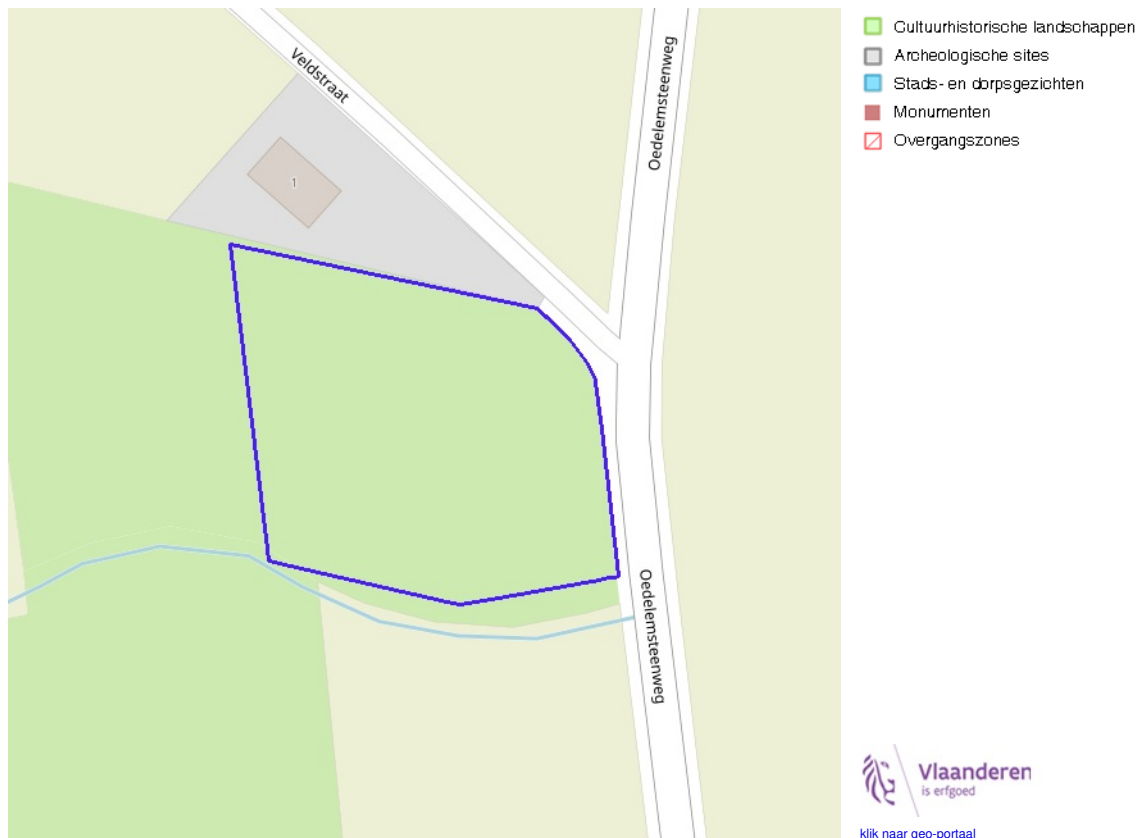 Veldstraat
Oedelemsteenweg
1
Oedelemsteenweg
Cultuurhistorische landschappen
Archeologische sites
Stads- en dorpsgezichten
Monumenten
Overgangszones
Vlaanderen
is erfgoed
klik naar geo-portaal